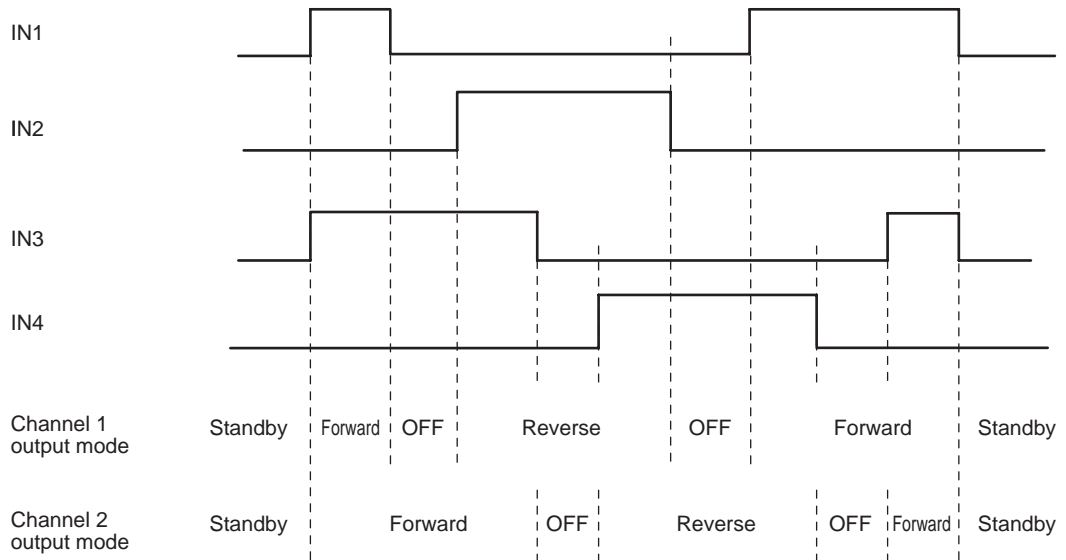 IN1
IN2
IN3
IN4
Channel 1
output mode
Standby Forward OFF Reverse OFF Forward Standby
Channel 2
output mode
Standby Forward OFF Reverse OFF Forward Standby